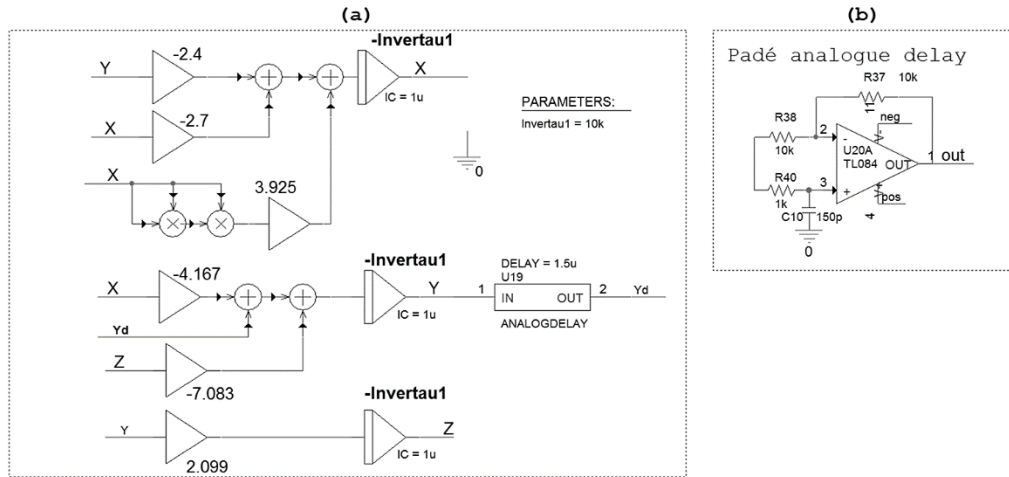 (a)
-Invertau1
-2.4
Y
X
IC = 1u
PARAMETERS:
Invertau1 = 10k
X
-2.7
0
X
3.925
-Invertau1
-4.167
X
Y
IC = 1u
DELAY = 1.5u
U19
1
IN
OUT
2
Yd
ANALOGDELAY
Yd
Z
-7.083
-Invertau1
Y
Z
IC = 1u
2.099
(b)
Padé analogue delay
R37 10k
11
neg
R38
2
10k
-
V-
U20A
TL084
OUT
1
out
R40
3
+
1k
V+
pos
4
C10
150p
0